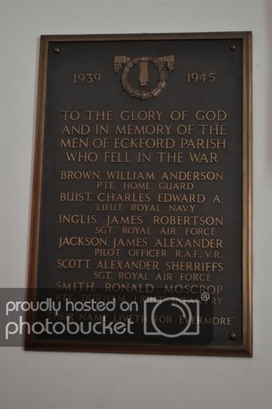 1939 1945
TO THE GLORY OF GOD
AND IN MEMORY OF THE
MEN OF ECKFORD PARISH
WHO FELL IN THE WAR
BROWN, WILLIAM ANDERSON
PTE. HOME GUARD
BUIST, CHARLES EDWARD A.
LIEUT. ROYAL NAVY
INGLIS, JAMES ROBERTSON
SGT. ROYAL AIR FORCE
JACKSON, JAMES ALEXANDER
PILOT OFFICER R.A.F.V.R.
SCOTT, ALEXANDER SHERRIFFS
SGT. ROYAL AIR FORCE
SMITH, RONALD MOSCROP
THEIR NAME LIVETH FOR EVERMORE
proudly hosted on
photobucket®